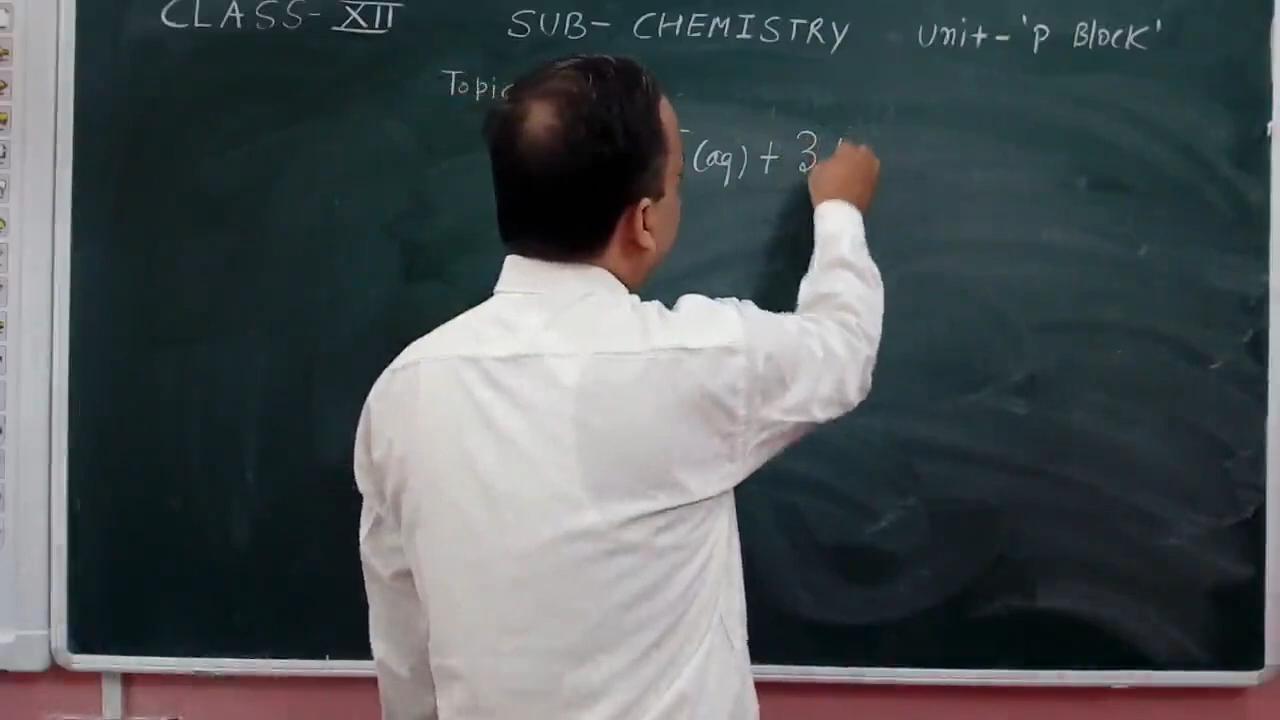 CLASS-XII SUB- CHEMISTRY Unit-'P BLOCK'
Topic
(aq) + 3